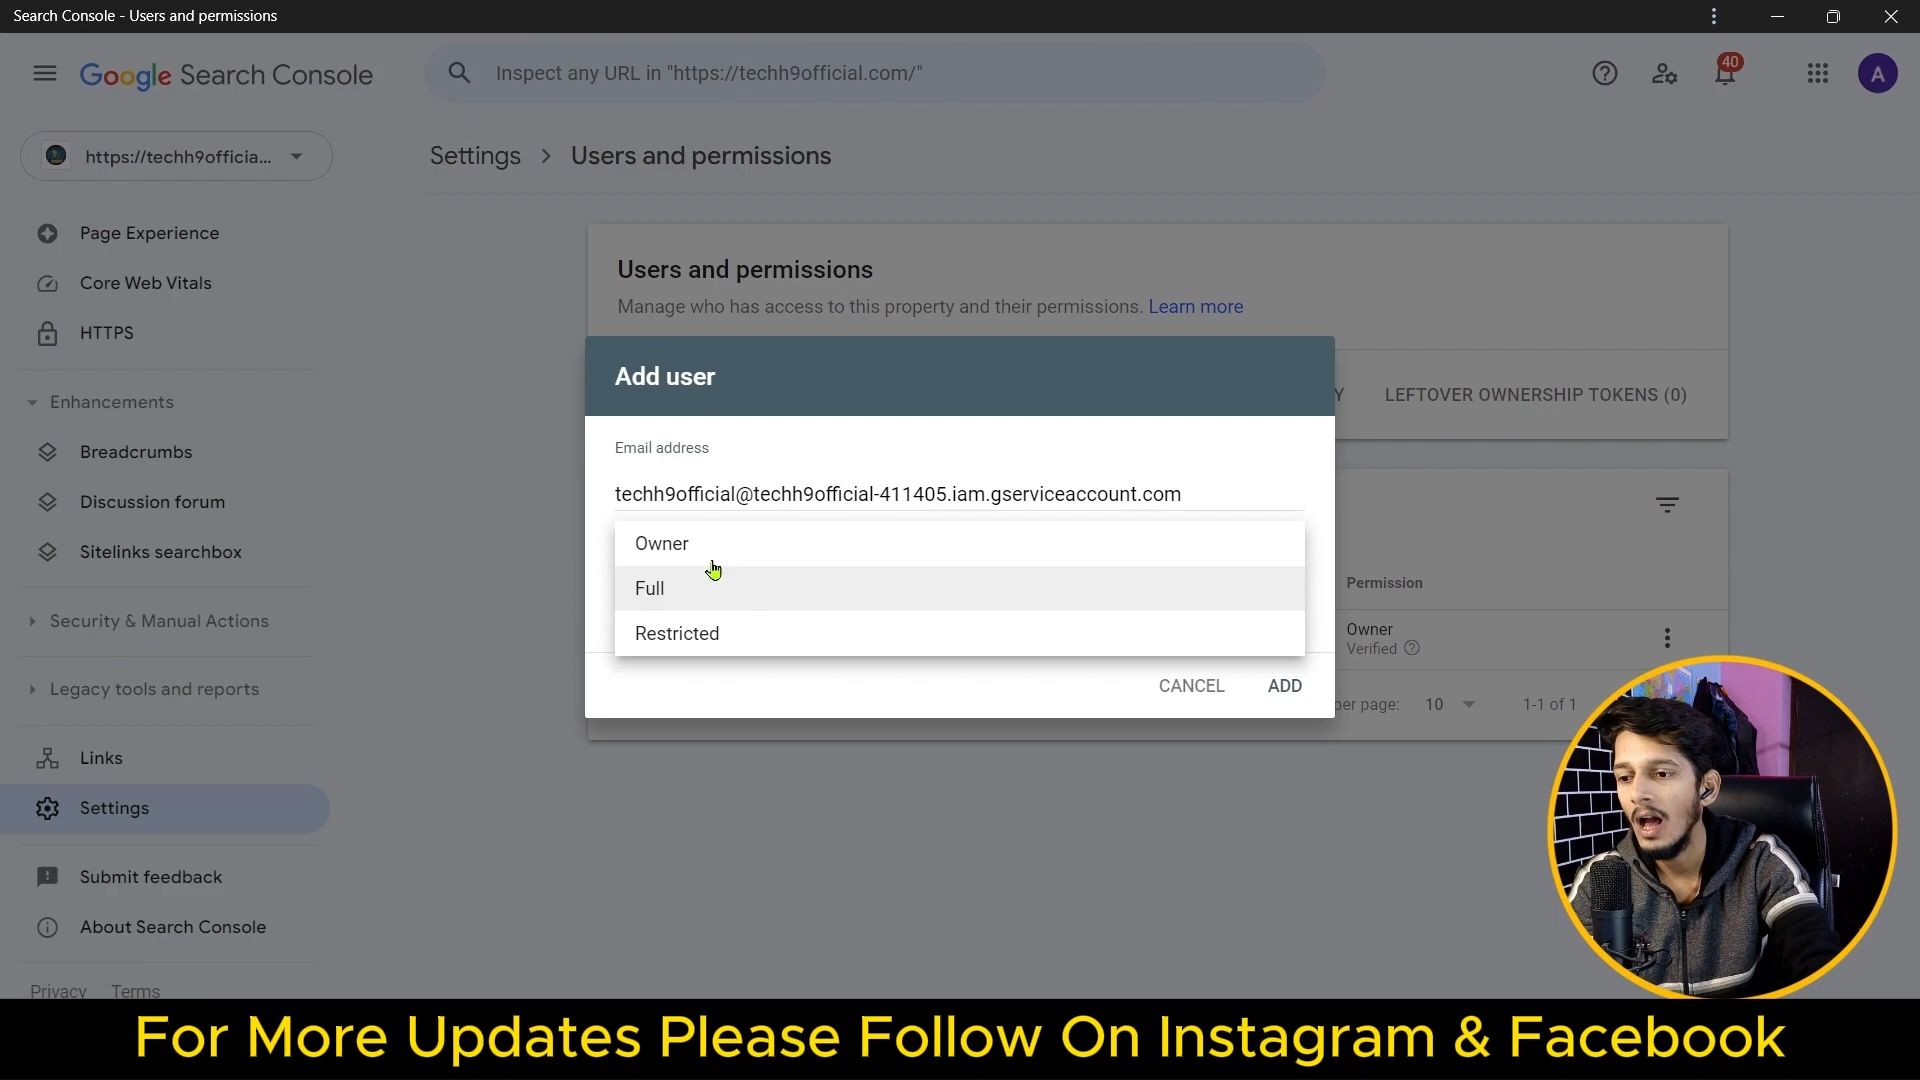 Search Console - Users and permissions
Google Search Console
Inspect any URL in "https://techh9official.com/"
40
A
https://techh9officia...
Settings > Users and permissions
Page Experience
Core Web Vitals
HTTPS
Enhancements
Breadcrumbs
Discussion forum
Sitelinks searchbox
Security & Manual Actions
Legacy tools and reports
Links
Settings
Submit feedback
About Search Console
Privacy Terms
Users and permissions
Manage who has access to this property and their permissions. Learn more
Y LEFTOVER OWNERSHIP TOKENS (0)
Add user
Email address
techh9official@techh9official-411405.iam.gserviceaccount.com
Owner
Full
Restricted
CANCEL ADD
Permission
Owner
Verified
per page: 10 1-1 of 1
For More Updates Please Follow On Instagram & Facebook